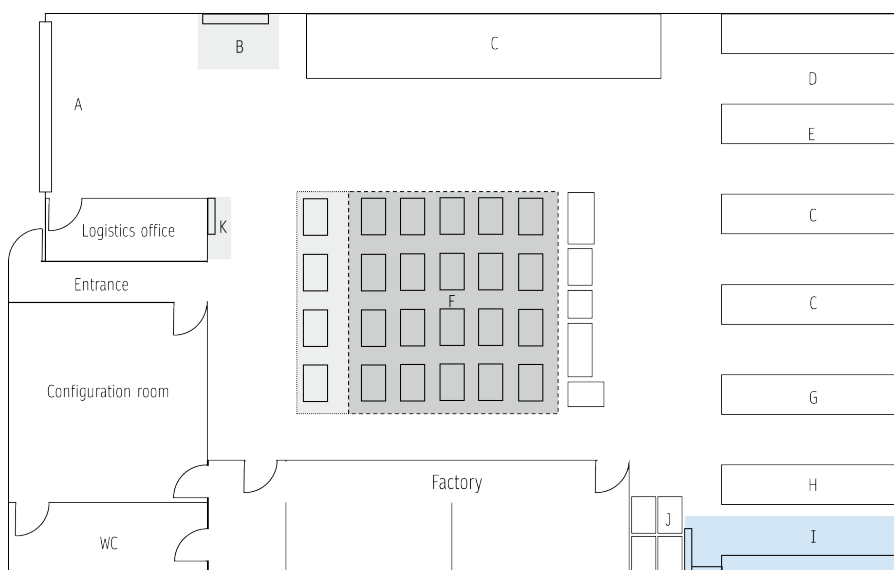 B
C
D
A
E
K
C
Logistics office
Entrance
F
C
Configuration room
G
Factory
H
J
I
WC